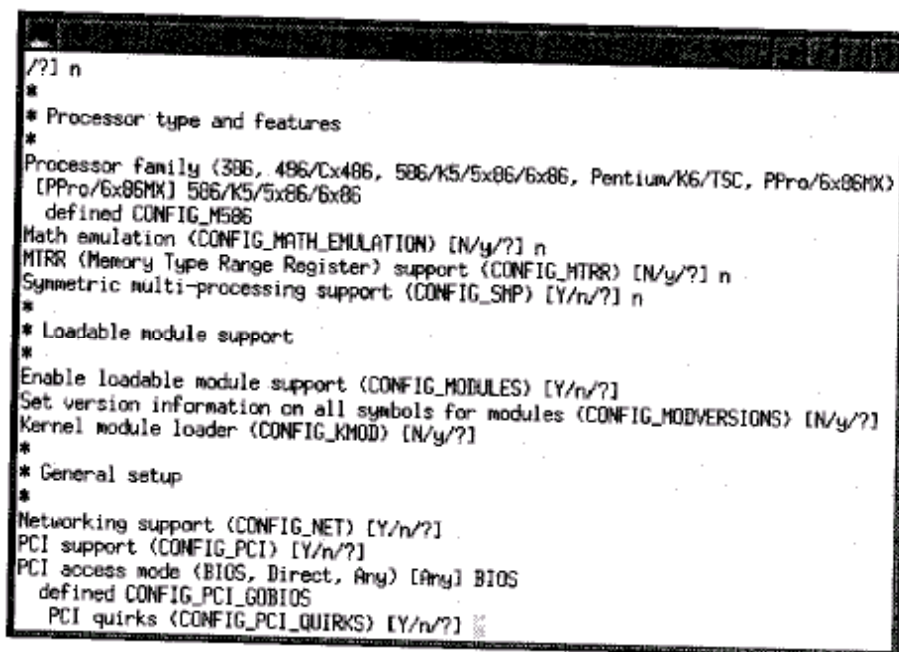 /?] n
*
* Processor type and features
*
Processor family (386, 486/Cx486, 586/K5/5x86/6x86, Pentium/K6/TSC, PPro/6x86MX)
[PPro/6x86MX] 586/K5/5x86/6x86
defined CONFIG_M586
Math emulation (CONFIG_MATH_EMULATION) [N/y/?] n
MTRR (Memory Type Range Register) support (CONFIG_MTRR) [N/y/?] n
Symmetric multi-processing support (CONFIG_SMP) [Y/n/?] n
*
* Loadable module support
*
Enable loadable module support (CONFIG_MODULES) [Y/n/?]
Set version information on all symbols for modules (CONFIG_MODVERSIONS) [N/y/?]
Kernel module loader (CONFIG_KMOD) [N/y/?]
*
* General setup
*
Networking support (CONFIG_NET) [Y/n/?]
PCI support (CONFIG_PCI) [Y/n/?]
PCI access mode (BIOS, Direct, Any) [Any] BIOS
defined CONFIG_PCI_GOBIOS
PCI quirks (CONFIG_PCI_QUIRKS) [Y/n/?]